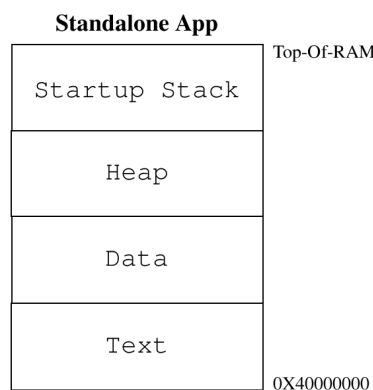 Standalone App
Top-Of-RAM
Startup Stack
Heap
Data
Text
0X40000000